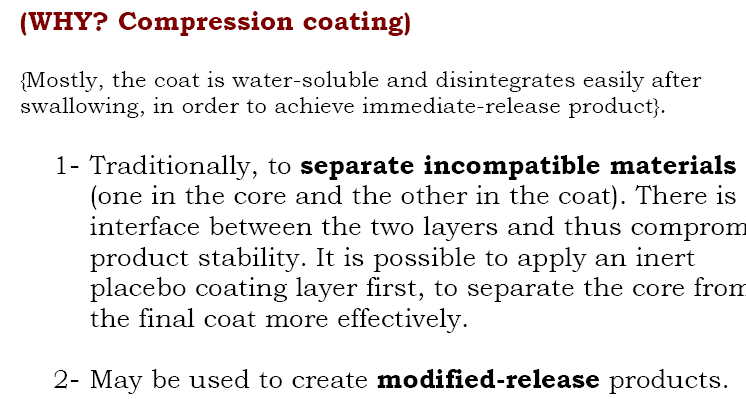 (WHY? Compression coating)
{Mostly, the coat is water-soluble and disintegrates easily after
swallowing, in order to achieve immediate-release product}.
1- Traditionally, to separate incompatible materials
(one in the core and the other in the coat). There is
interface between the two layers and thus comprom
product stability. It is possible to apply an inert
placebo coating layer first, to separate the core from
the final coat more effectively.
2- May be used to create modified-release products.